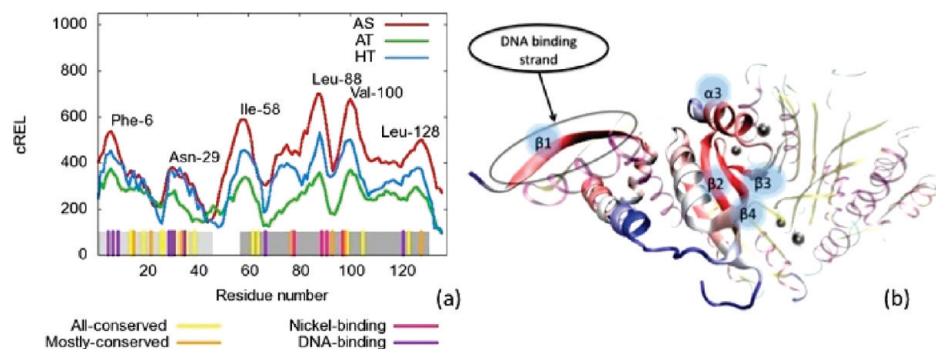 1000
800
600
400
200
0
cREL
AS
AT
HT
Phe-6
Asn-29
Ile-58
Leu-88
Val-100
Leu-128
20 40 60 80 100 120
Residue number
(a)
All-conserved
Mostly-conserved
Nickel-binding
DNA-binding
DNA binding
strand
β1
α3
β2
β3
β4
(b)